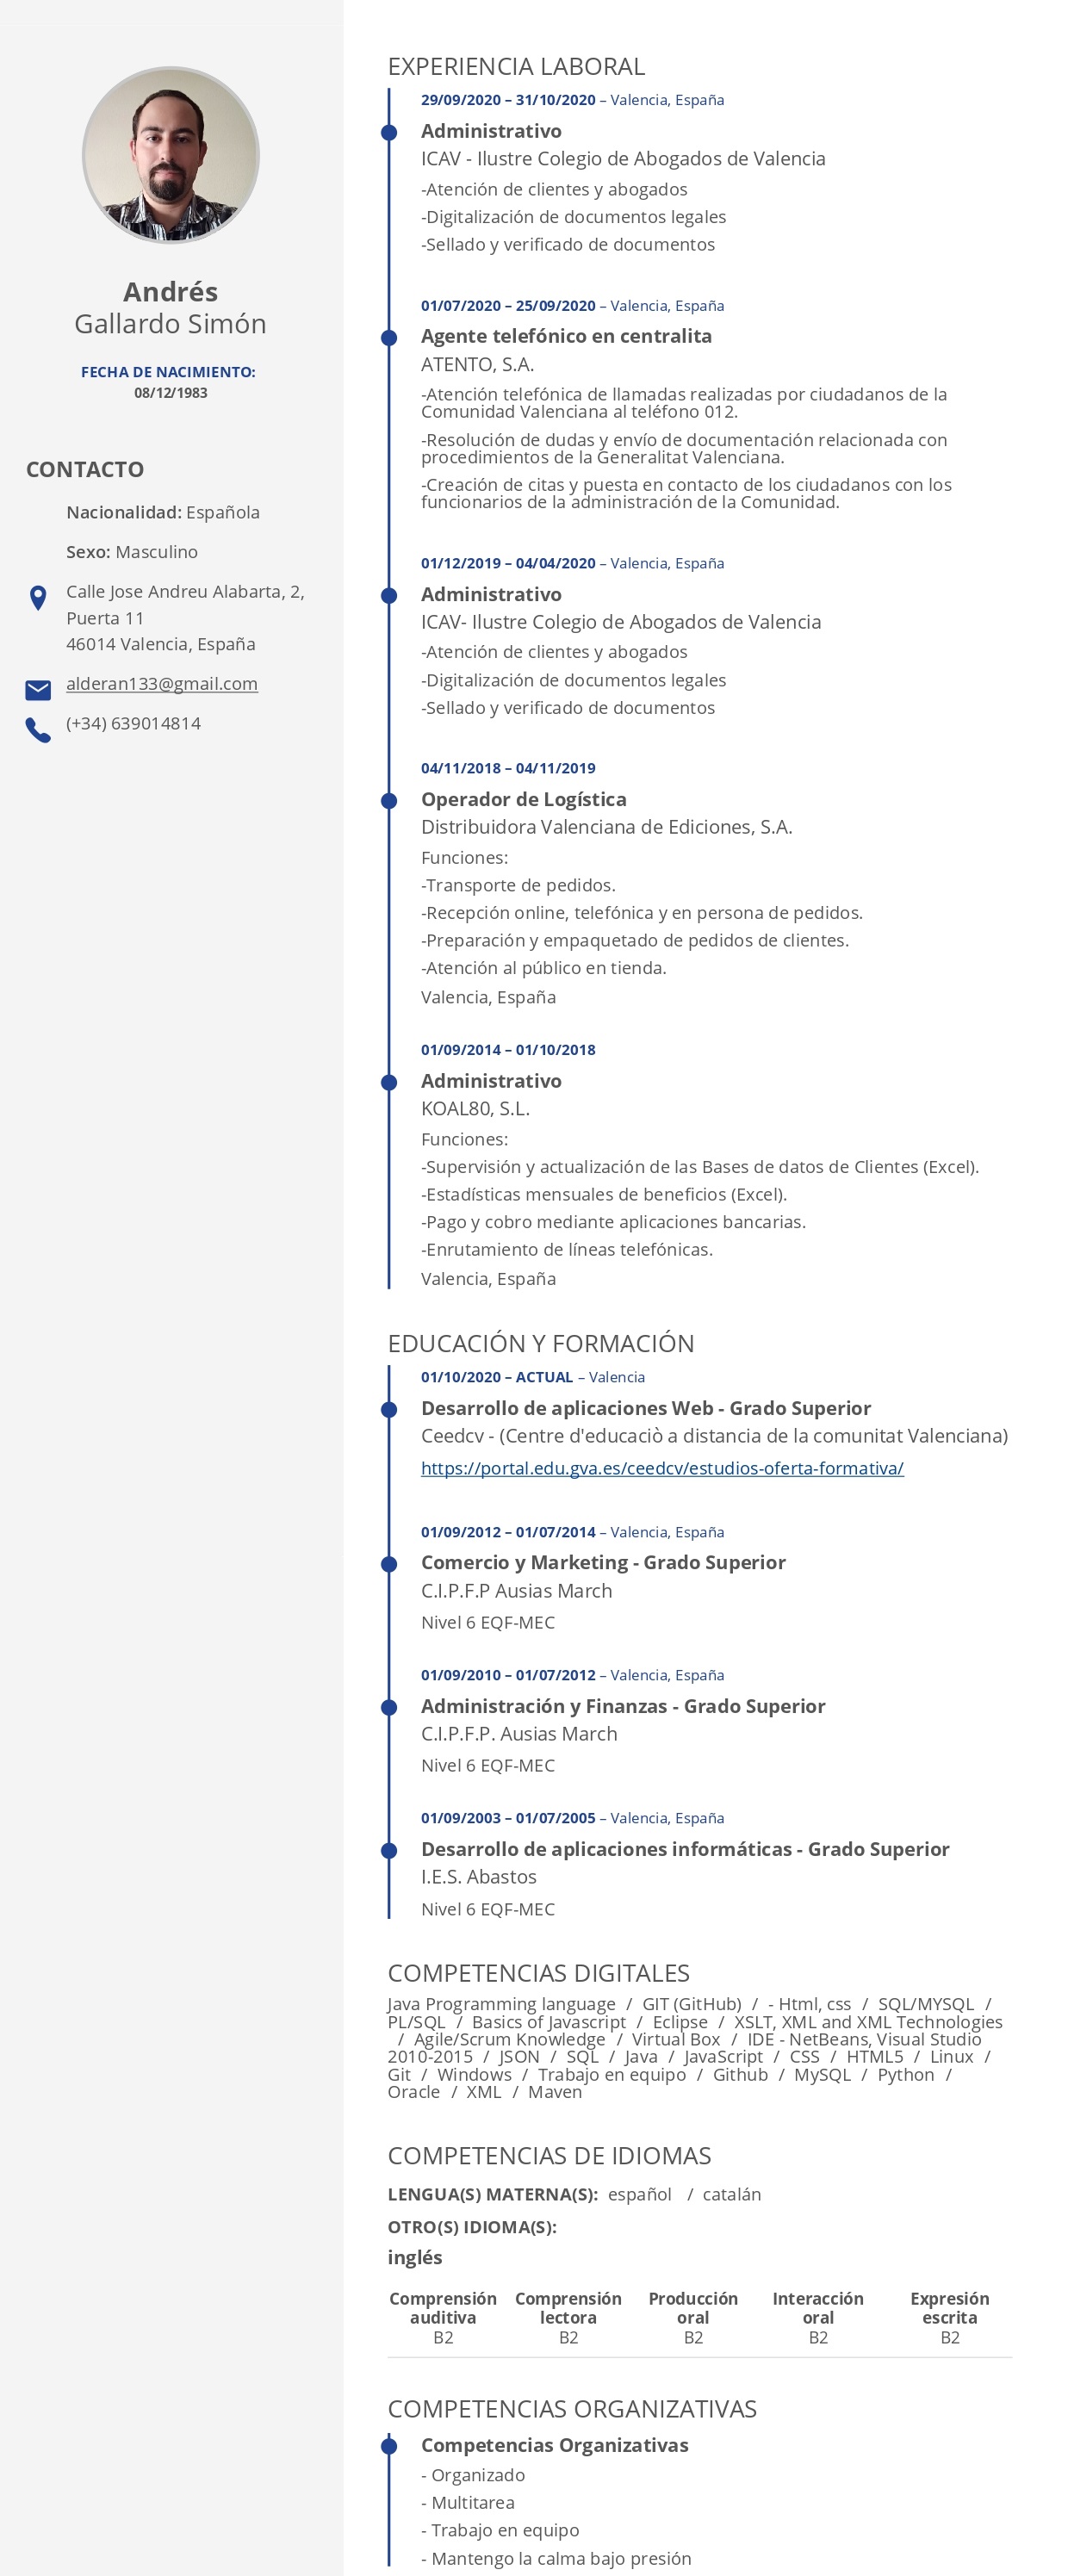 Andrés
Gallardo Simón
FECHA DE NACIMIENTO:
08/12/1983
CONTACTO
Nacionalidad: Española
Sexo: Masculino
Calle Jose Andreu Alabarta, 2,
Puerta 11
46014 Valencia, España
alderan133@gmail.com
(+34) 639014814
EXPERIENCIA LABORAL
29/09/2020 – 31/10/2020 – Valencia, España
Administrativo
ICAV - Ilustre Colegio de Abogados de Valencia
-Atención de clientes y abogados
-Digitalización de documentos legales
-Sellado y verificado de documentos
01/07/2020 – 25/09/2020 – Valencia, España
Agente telefónico en centralita
ATENTO, S.A.
-Atención telefónica de llamadas realizadas por ciudadanos de la
Comunidad Valenciana al teléfono 012.
-Resolución de dudas y envío de documentación relacionada con
procedimientos de la Generalitat Valenciana.
-Creación de citas y puesta en contacto de los ciudadanos con los
funcionarios de la administración de la Comunidad.
01/12/2019 – 04/04/2020 – Valencia, España
Administrativo
ICAV- Ilustre Colegio de Abogados de Valencia
-Atención de clientes y abogados
-Digitalización de documentos legales
-Sellado y verificado de documentos
04/11/2018 – 04/11/2019
Operador de Logística
Distribuidora Valenciana de Ediciones, S.A.
Funciones:
-Transporte de pedidos.
-Recepción online, telefónica y en persona de pedidos.
-Preparación y empaquetado de pedidos de clientes.
-Atención al público en tienda.
Valencia, España
01/09/2014 – 01/10/2018
Administrativo
KOAL80, S.L.
Funciones:
-Supervisión y actualización de las Bases de datos de Clientes (Excel).
-Estadísticas mensuales de beneficios (Excel).
-Pago y cobro mediante aplicaciones bancarias.
-Enrutamiento de líneas telefónicas.
Valencia, España
EDUCACIÓN Y FORMACIÓN
01/10/2020 – ACTUAL – Valencia
Desarrollo de aplicaciones Web - Grado Superior
Ceedcv - (Centre d'educaciò a distancia de la comunitat Valenciana)
https://portal.edu.gva.es/ceedcv/estudios-oferta-formativa/
01/09/2012 – 01/07/2014 – Valencia, España
Comercio y Marketing - Grado Superior
C.I.P.F.P Ausias March
Nivel 6 EQF-MEC
01/09/2010 – 01/07/2012 – Valencia, España
Administración y Finanzas - Grado Superior
C.I.P.F.P. Ausias March
Nivel 6 EQF-MEC
01/09/2003 – 01/07/2005 – Valencia, España
Desarrollo de aplicaciones informáticas - Grado Superior
I.E.S. Abastos
Nivel 6 EQF-MEC
COMPETENCIAS DIGITALES
Java Programming language / GIT (GitHub) / - Html, css / SQL/MYSQL /
PL/SQL / Basics of Javascript / Eclipse / XSLT, XML and XML Technologies
/ Agile/Scrum Knowledge / Virtual Box / IDE - NetBeans, Visual Studio
2010-2015 / JSON / SQL / Java / JavaScript / CSS / HTML5 / Linux /
Git / Windows / Trabajo en equipo / Github / MySQL / Python /
Oracle / XML / Maven
COMPETENCIAS DE IDIOMAS
LENGUA(S) MATERNA(S): español / catalán
OTRO(S) IDIOMA(S):
inglés
Comprensión auditiva B2
Comprensión lectora B2
Producción oral B2
Interacción oral B2
Expresión escrita B2
COMPETENCIAS ORGANIZATIVAS
Competencias Organizativas
- Organizado
- Multitarea
- Trabajo en equipo
- Mantengo la calma bajo presión